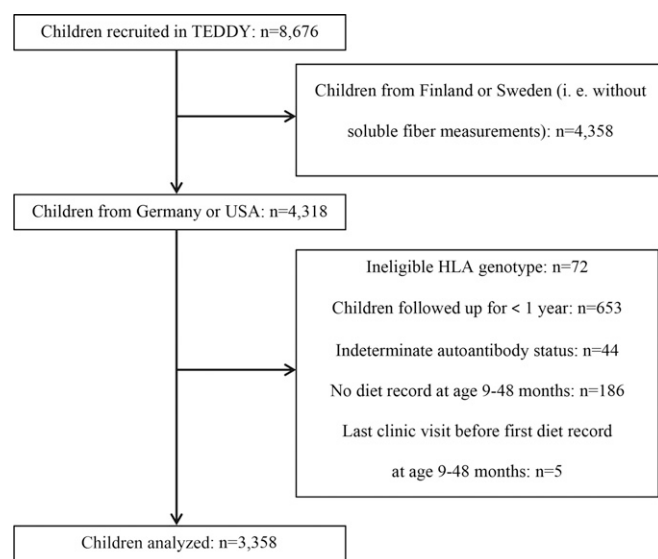 Children recruited in TEDDY: n=8,676
Children from Finland or Sweden (i. e. without
soluble fiber measurements): n=4,358
Children from Germany or USA: n=4,318
Ineligible HLA genotype: n=72
Children followed up for < 1 year: n=653
Indeterminate autoantibody status: n=44
No diet record at age 9-48 months: n=186
Last clinic visit before first diet record
at age 9-48 months: n=5
Children analyzed: n=3,358